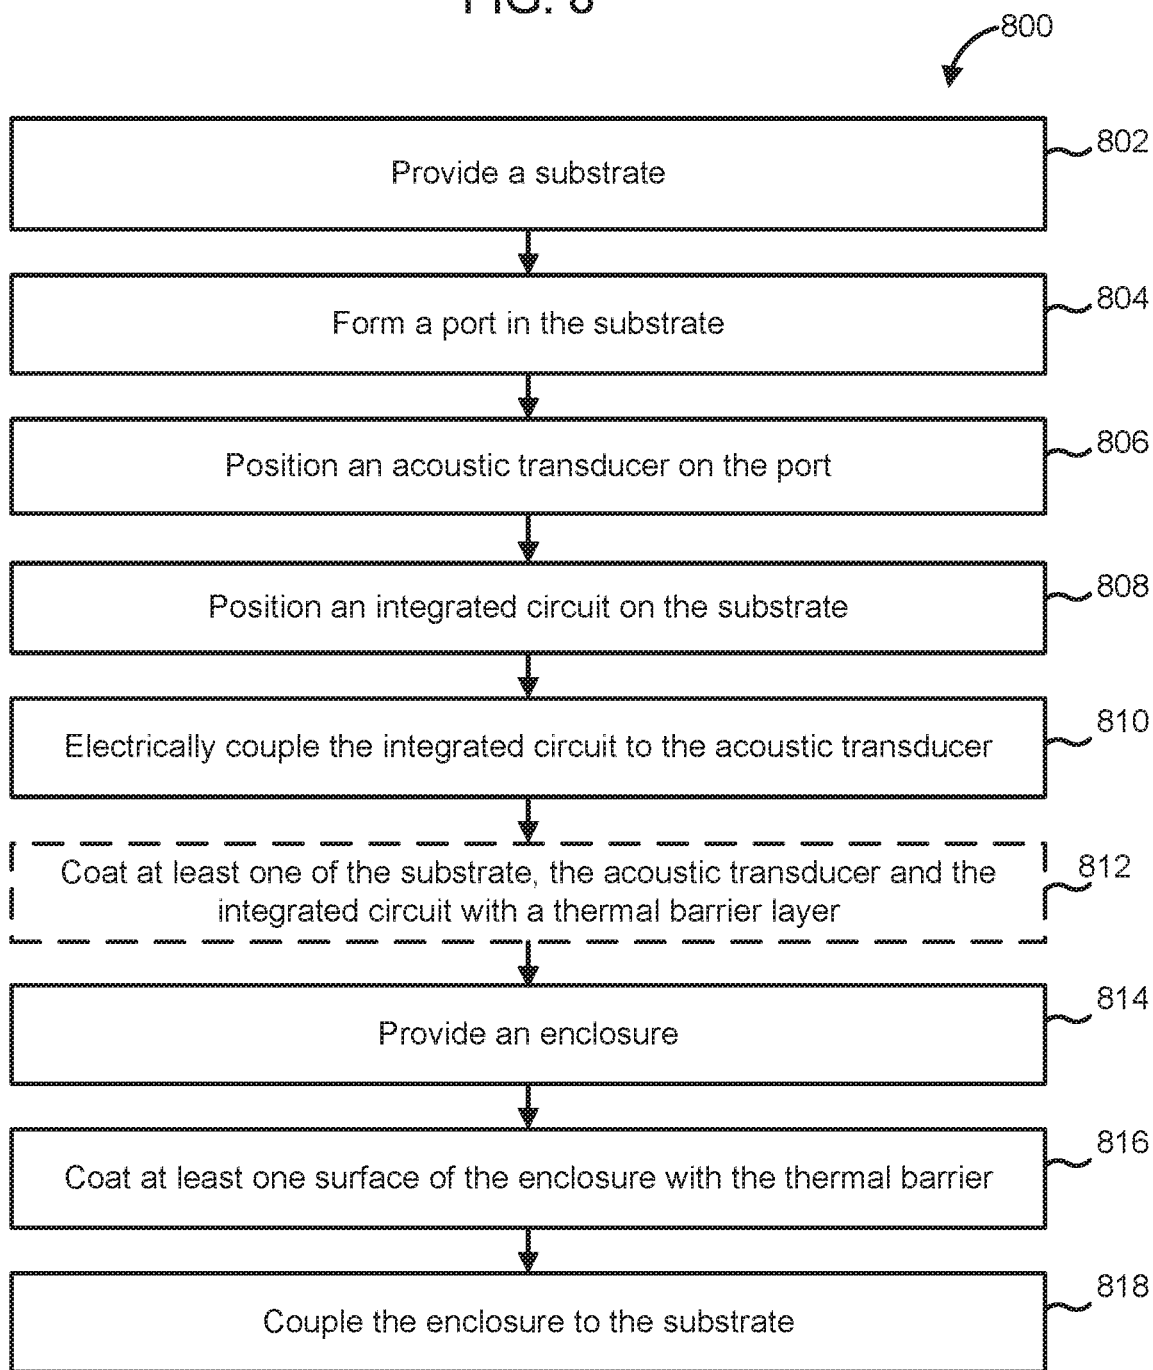 FIG. 8
800
Provide a substrate
802
Form a port in the substrate
804
Position an acoustic transducer on the port
806
Position an integrated circuit on the substrate
808
Electrically couple the integrated circuit to the acoustic transducer
810
Coat at least one of the substrate, the acoustic transducer and the
integrated circuit with a thermal barrier layer
812
Provide an enclosure
814
Coat at least one surface of the enclosure with the thermal barrier
816
Couple the enclosure to the substrate
818